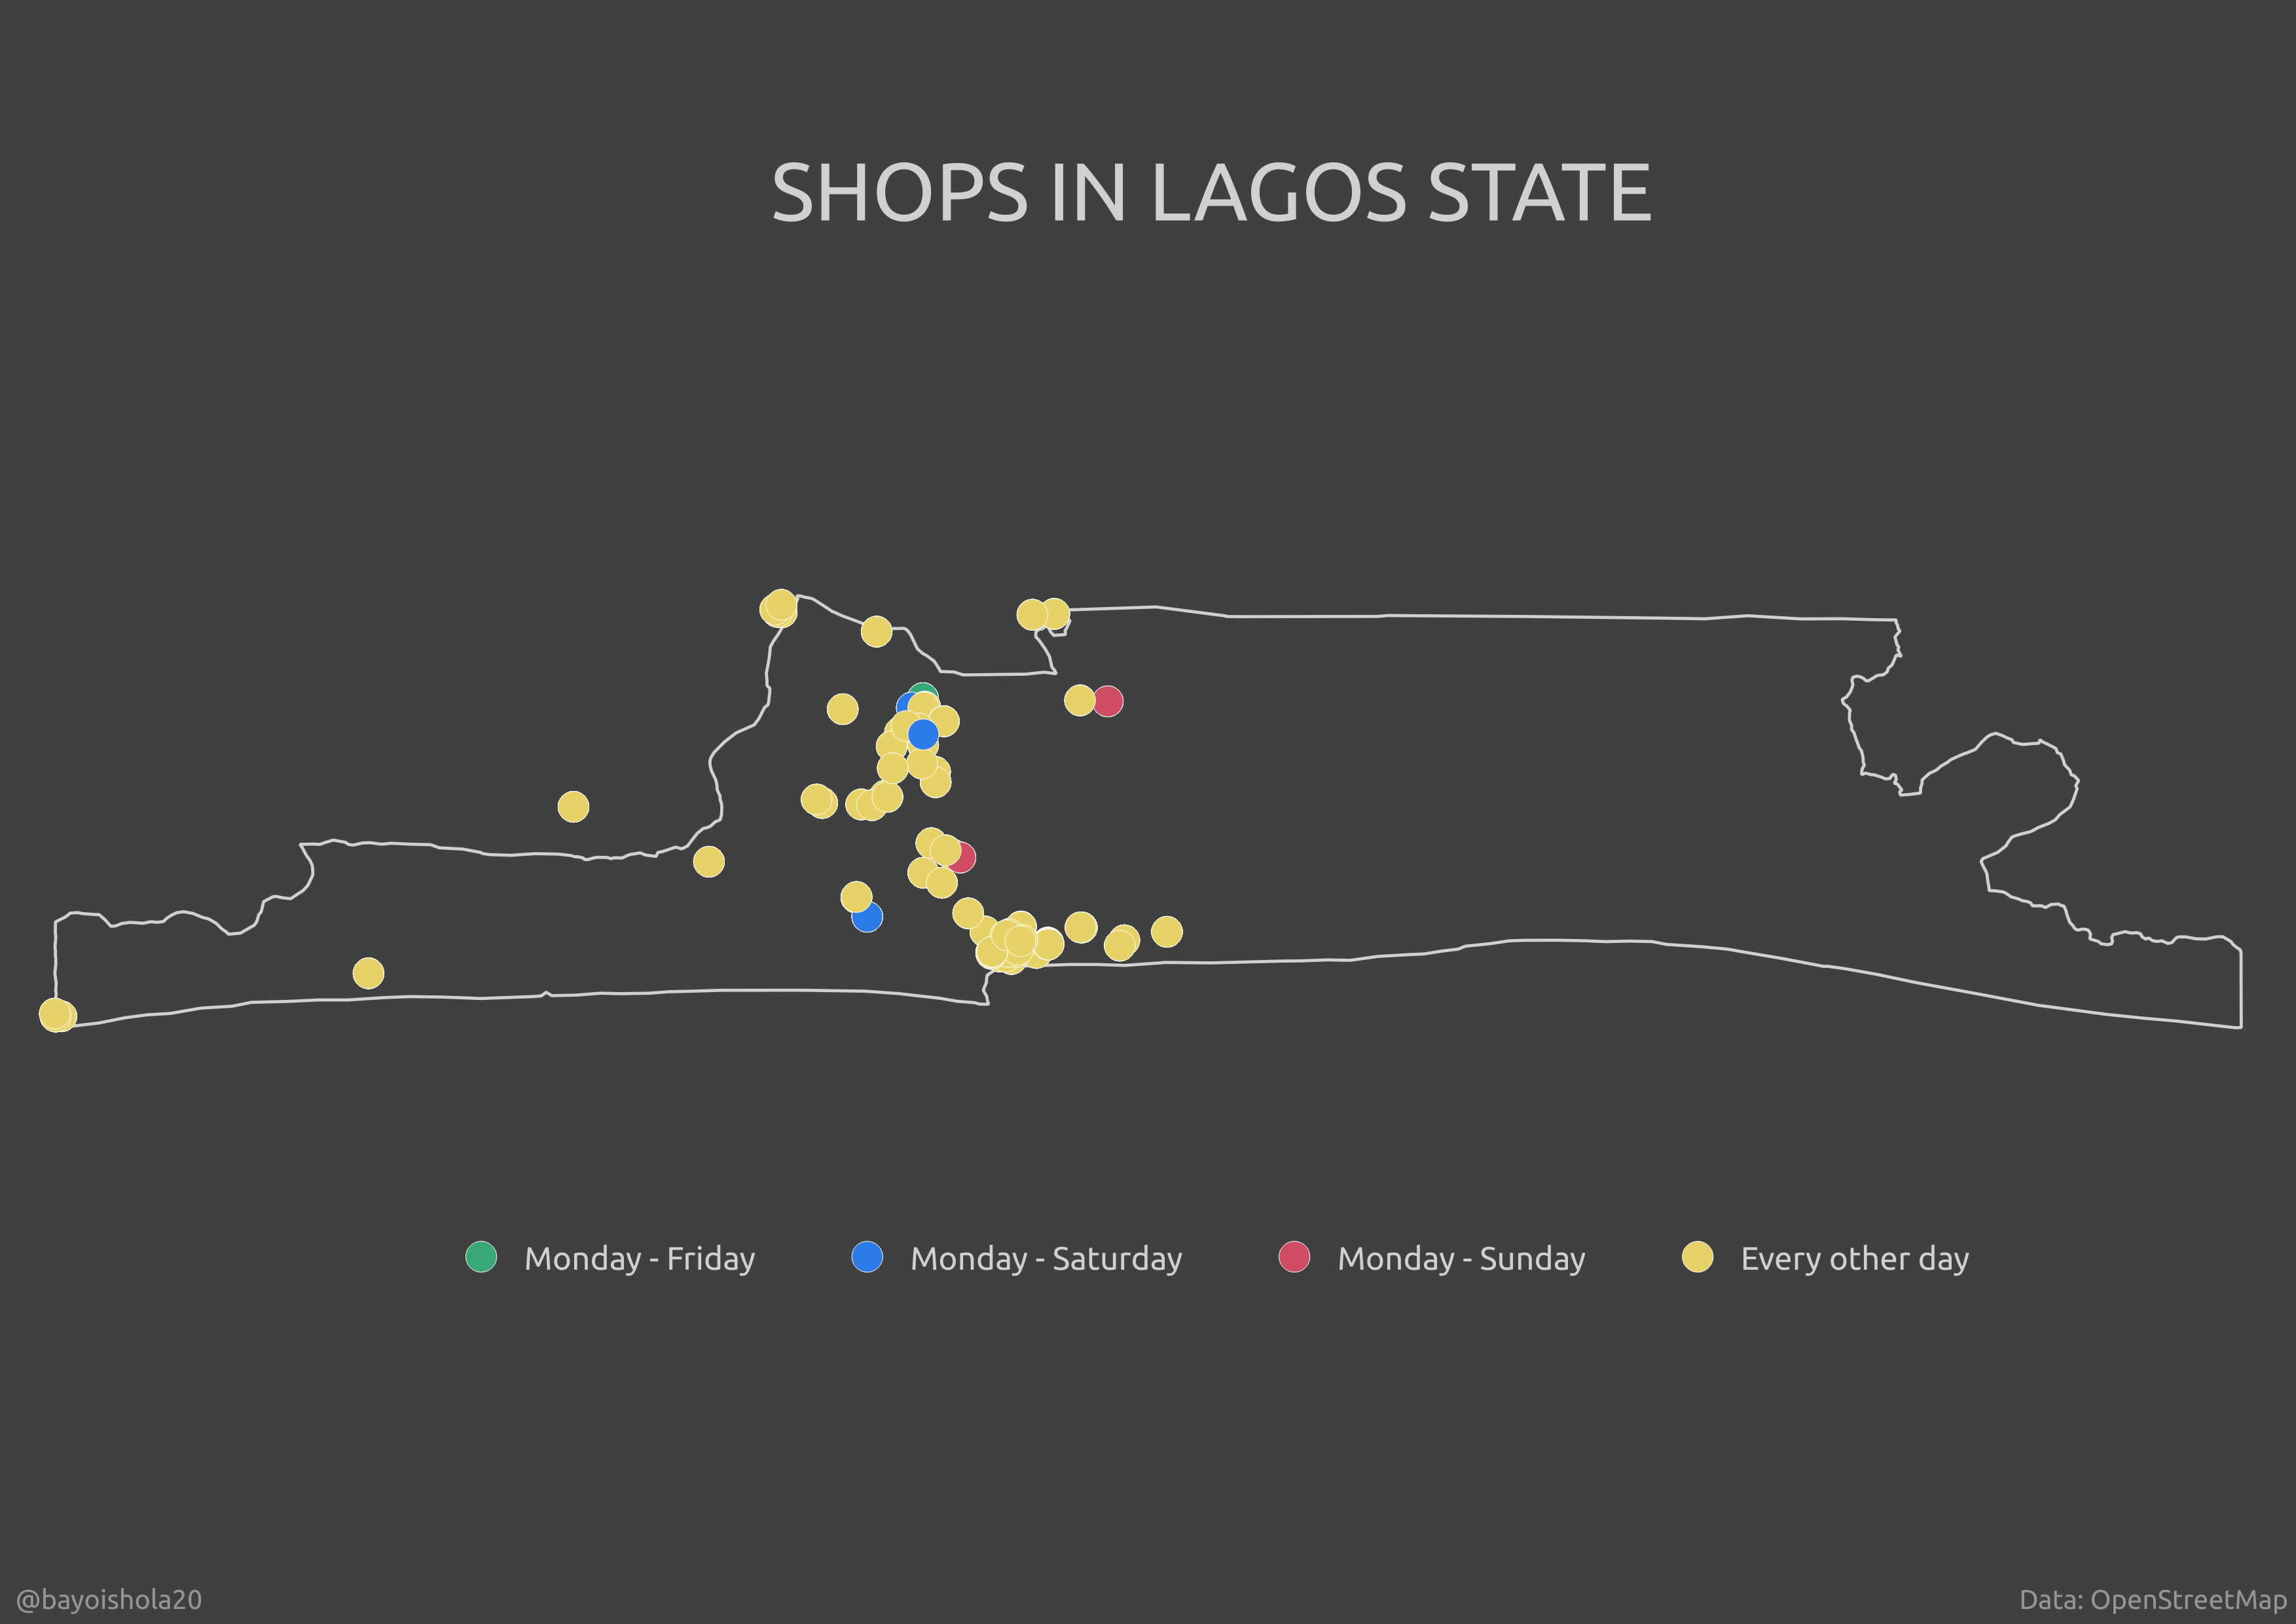 SHOPS IN LAGOS STATE
Monday - Friday
Monday - Saturday
Monday - Sunday
Every other day
@bayoishola20
Data: OpenStreetMap